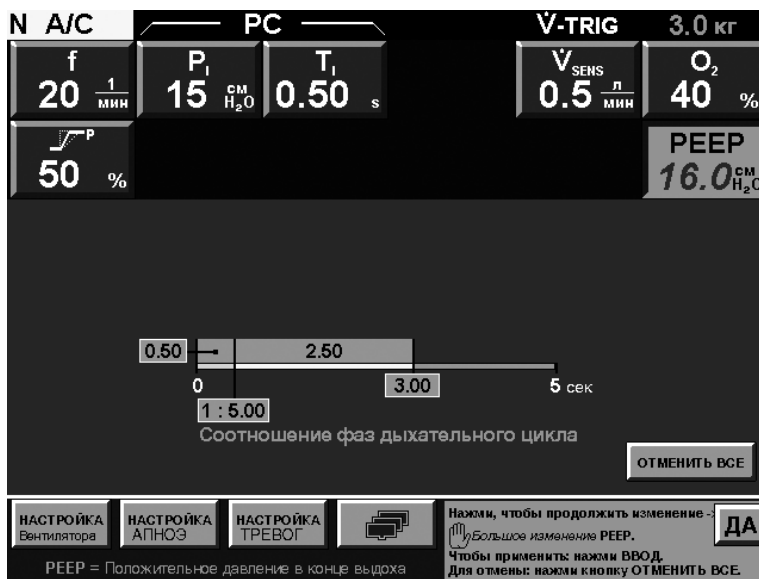 N A/C PC V̇-TRIG 3.0 кг
f PI TI V̇SENS O2
20 1/мин 15 см H2O 0.50 s 0.5 л/мин 40 %
P PEEP
50 % 16.0 см H2O
0.50 2.50
0 3.00 5 сек
1 : 5.00
Соотношение фаз дыхательного цикла
ОТМЕНИТЬ ВСЕ
НАСТРОЙКА Вентилятора
НАСТРОЙКА АПНОЭ
НАСТРОЙКА ТРЕВОГ
Нажми, чтобы продолжить изменение ->
ДА
Большое изменение PEEP.
Чтобы применить: нажми ВВОД.
Для отмены: нажми кнопку ОТМЕНИТЬ ВСЕ.
PEEP = Положительное давление в конце выдоха